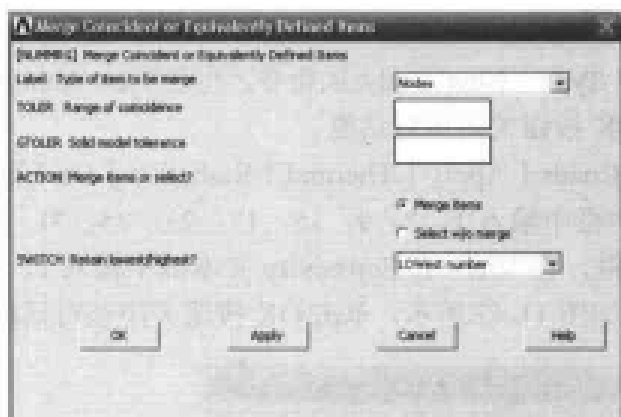 Merge Coincident or Equivalently Defined Items
[NUMMRG] Merge Coincident or Equivalently Defined Items
Label Type of item to be merge
Nodes
TOLER Range of coincidence
GTOLER Solid model tolerance
ACTION Merge items or select?
Merge items
Select w/o merge
SWITCH Retain lowest/highest?
LOWest number
OK
Apply
Cancel
Help